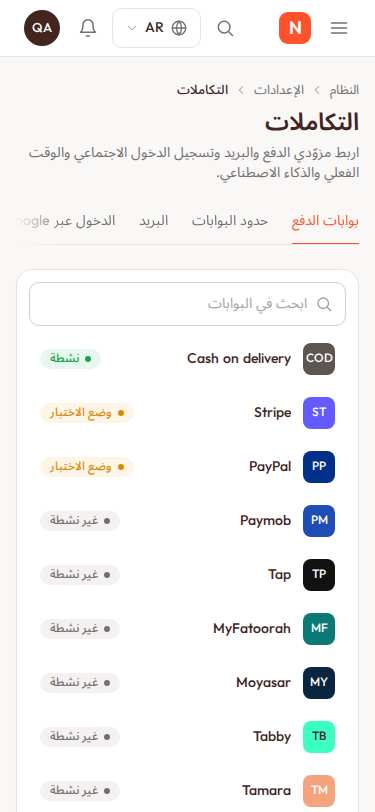 N
AR
QA
النظام > الإعدادات > التكاملات
التكاملات
اربط مزوّدي الدفع والبريد وتسجيل الدخول الاجتماعي والوقت
الفعلي والذكاء الاصطناعي.
بوابات الدفع حدود البوابات البريد الدخول عبر
ابحث في البوابات
COD Cash on delivery نشطة
ST Stripe وضع الاختبار
PP PayPal وضع الاختبار
PM Paymob غير نشطة
TP Tap غير نشطة
MF MyFatoorah غير نشطة
MY Moyasar غير نشطة
TB Tabby غير نشطة
TM Tamara غير نشطة